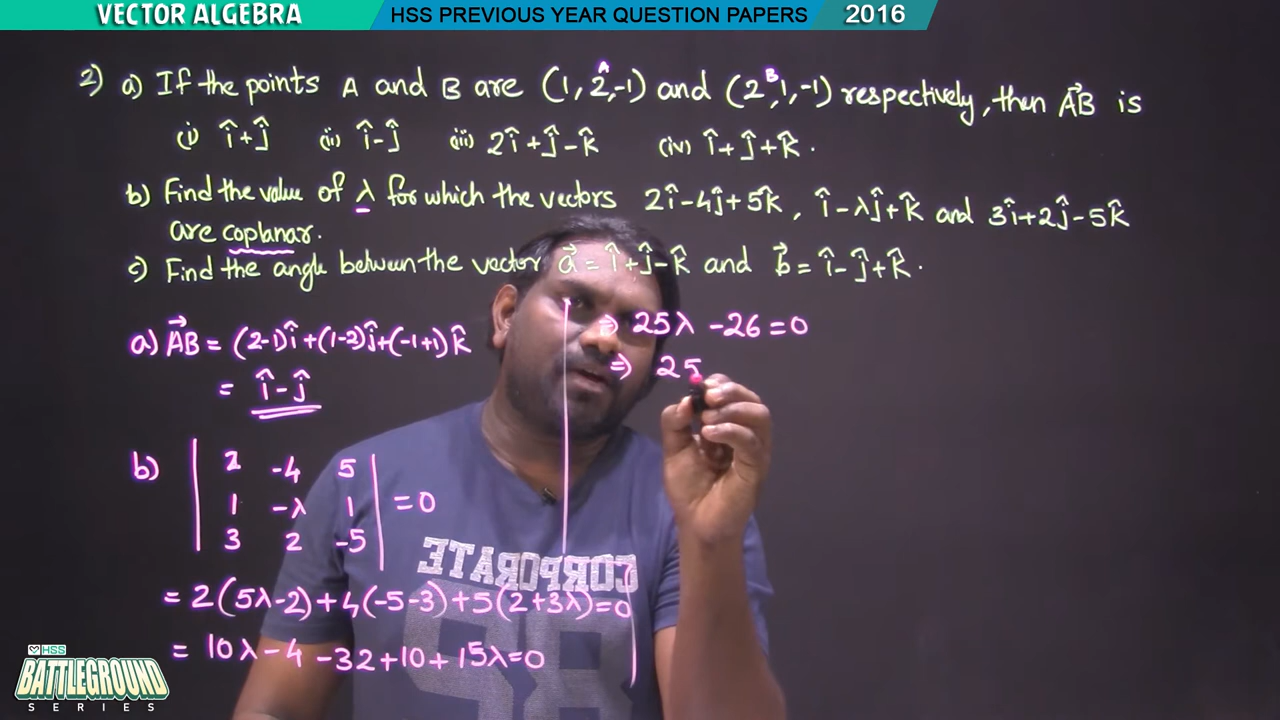 VECTOR ALGEBRA
HSS PREVIOUS YEAR QUESTION PAPERS
2016
2) a) If the points A and B are (1, 2, -1) and (2, 1, -1) respectively, then A⃗B is
A B
(i) î+ĵ (ii) î-ĵ (iii) 2î+ĵ-k̂ (iv) î+ĵ+k̂.
b) Find the value of λ for which the vectors 2î-4ĵ+5k̂, î-λĵ+k̂ and 3î+2ĵ-5k̂
are coplanar.
c) Find the angle between the vector a⃗ = î+ĵ-k̂ and b⃗ = î-ĵ+k̂.
a) A⃗B = (2-1)î+(1-2)ĵ+(-1+1)k̂
= î-ĵ
b) | 2 -4 5 |
| 1 -λ 1 | = 0
| 3 2 -5 |
= 2(5λ-2)+4(-5-3)+5(2+3λ)=0
= 10λ-4-32+10+15λ=0
⇒ 25λ-26=0
⇒ 25
CORPORATE
98
HSS
BATTLEGROUND
SERIES